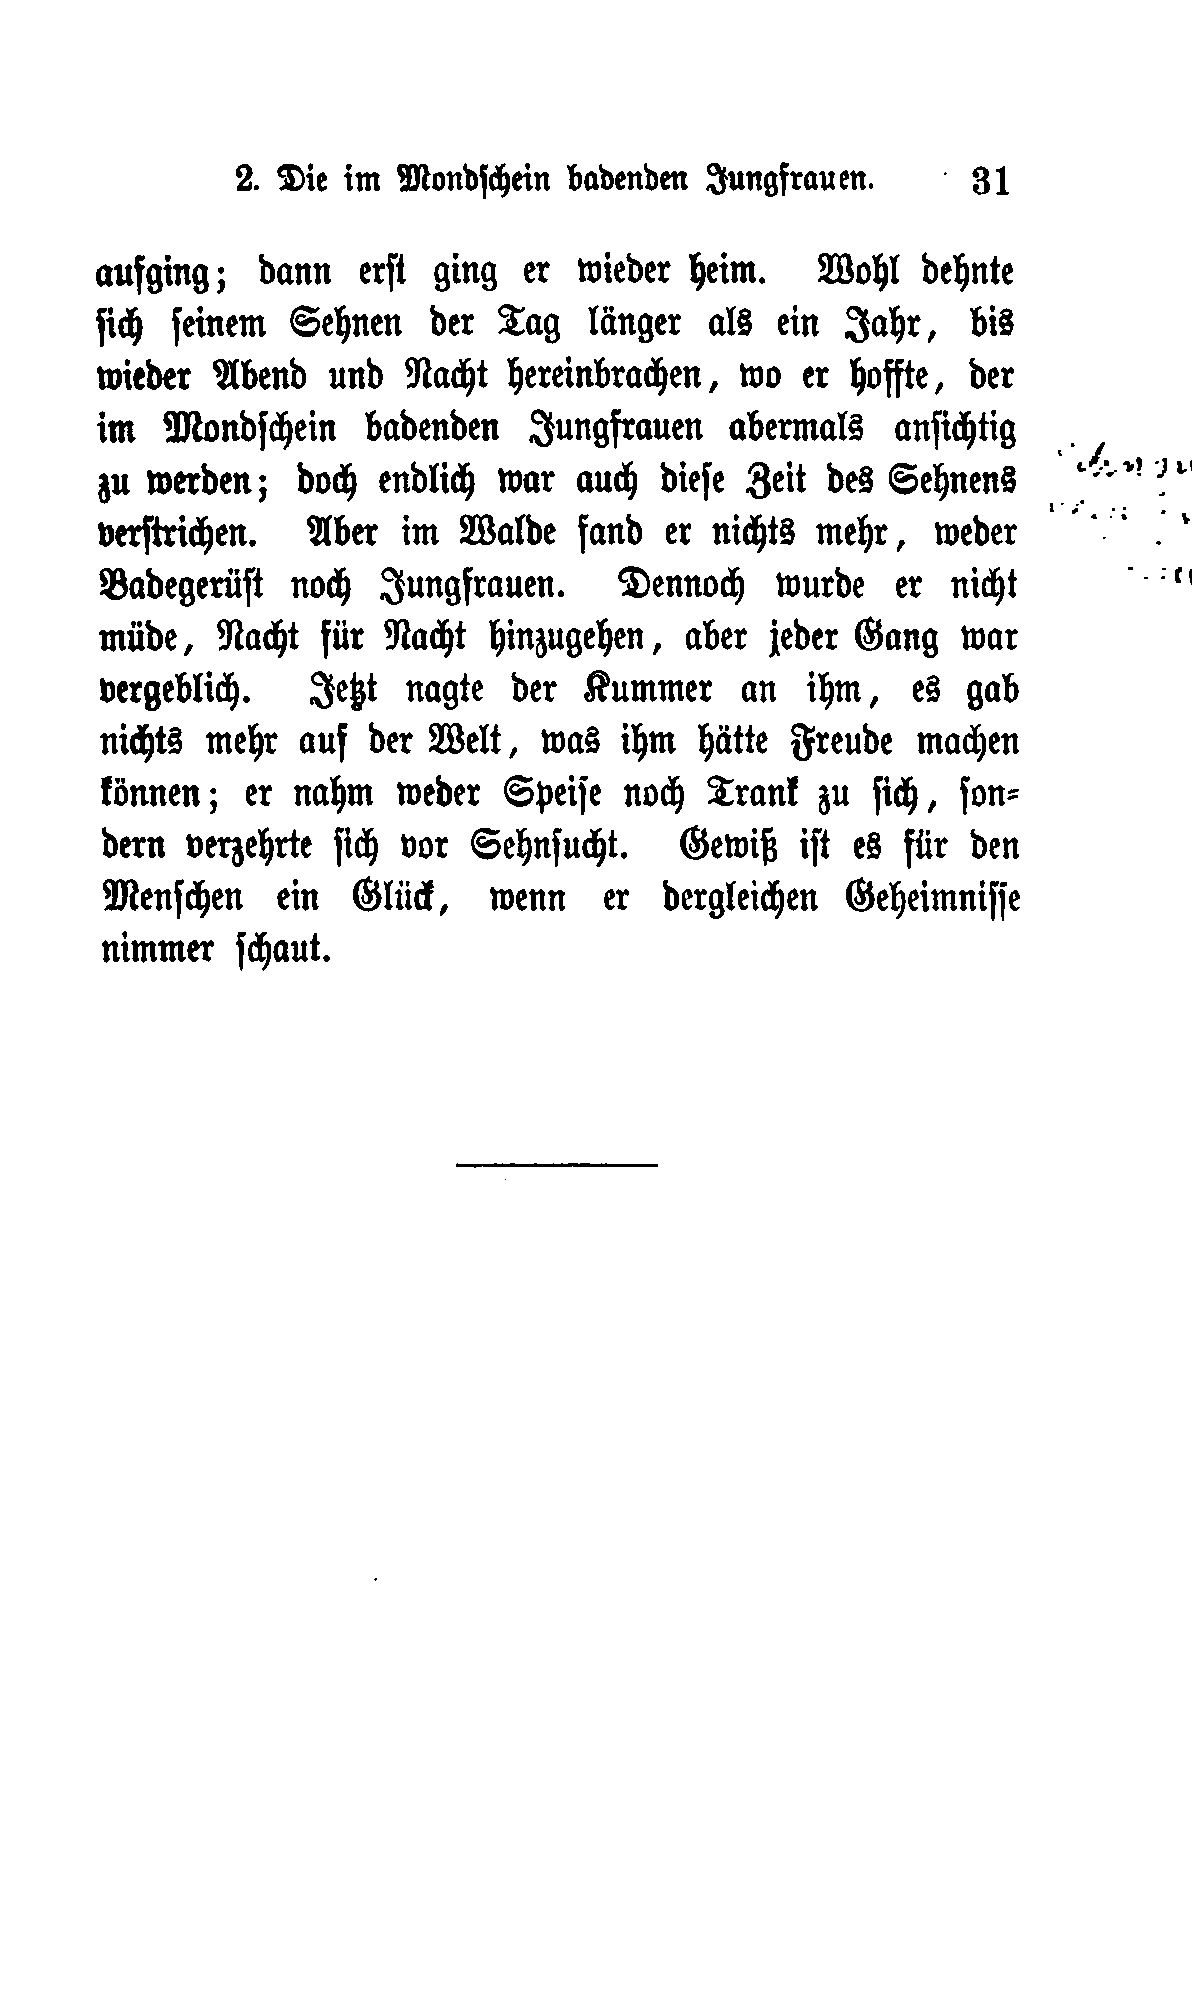 2. Die im Mondschein badenden Jungfrauen. 31
aufging; dann erst ging er wieder heim. Wohl dehnte
sich seinem Sehnen der Tag länger als ein Jahr, bis
wieder Abend und Nacht hereinbrachen, wo er hoffte, der
im Mondschein badenden Jungfrauen abermals ansichtig
zu werden; doch endlich war auch diese Zeit des Sehnens
verstrichen. Aber im Walde fand er nichts mehr, weder
Badegerüst noch Jungfrauen. Dennoch wurde er nicht
müde, Nacht für Nacht hinzugehen, aber jeder Gang war
vergeblich. Jetzt nagte der Kummer an ihm, es gab
nichts mehr auf der Welt, was ihm hätte Freude machen
können; er nahm weder Speise noch Trank zu sich, son-
dern verzehrte sich vor Sehnsucht. Gewiß ist es für den
Menschen ein Glück, wenn er dergleichen Geheimnisse
nimmer schaut.